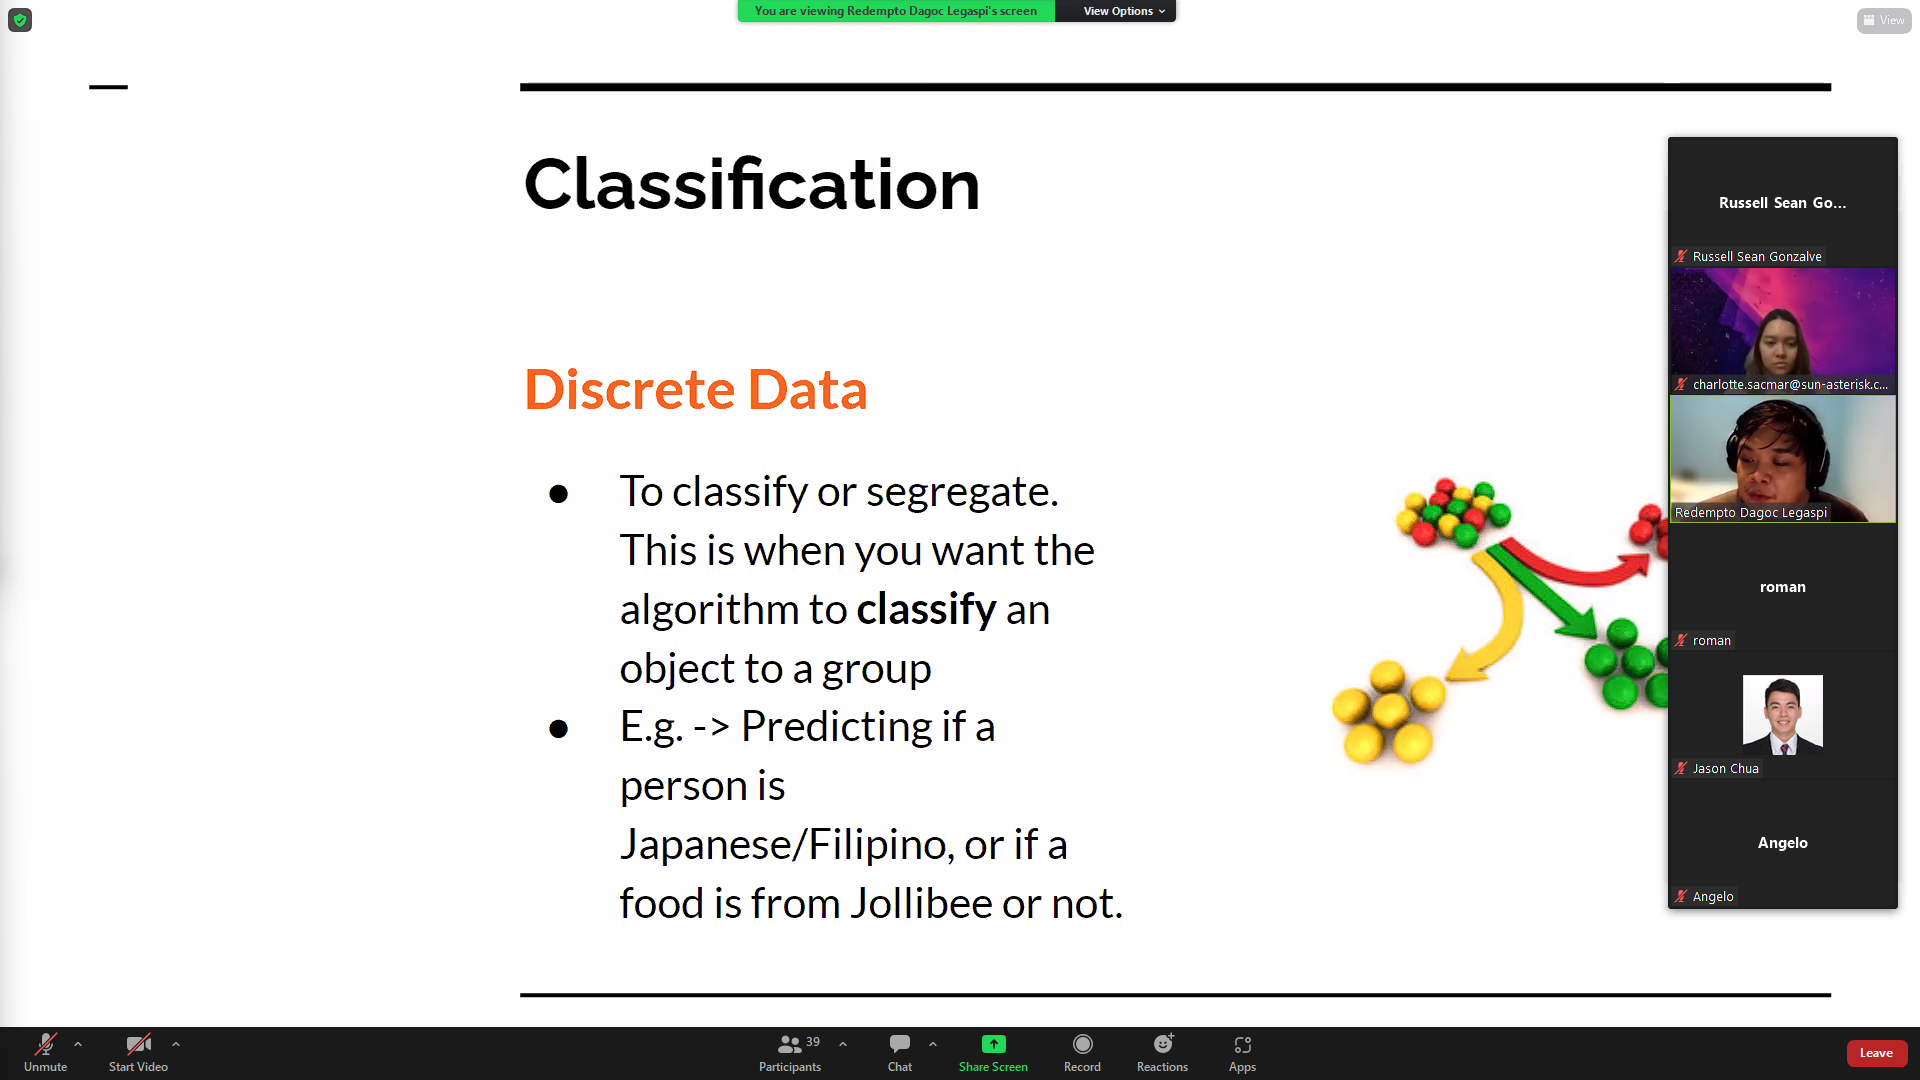 You are viewing Redempto Dagoc Legaspi's screen
View Options
View
Classification
Discrete Data
● To classify or segregate.
This is when you want the
algorithm to classify an
object to a group
● E.g. -> Predicting if a
person is
Japanese/Filipino, or if a
food is from Jollibee or not.
Russell Sean Go...
Russell Sean Gonzalve
charlotte.sacmar@sun-asterisk.c...
Redempto Dagoc Legaspi
roman
roman
Jason Chua
Angelo
Angelo
Unmute
Start Video
39
Participants
Chat
Share Screen
Record
Reactions
Apps
Leave